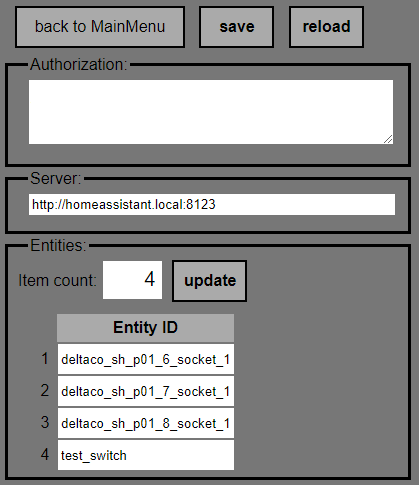 back to MainMenu save reload
Authorization:
Server:
http://homeassistant.local:8123
Entities:
Item count: 4 update
Entity ID
1 deltaco_sh_p01_6_socket_1
2 deltaco_sh_p01_7_socket_1
3 deltaco_sh_p01_8_socket_1
4 test_switch